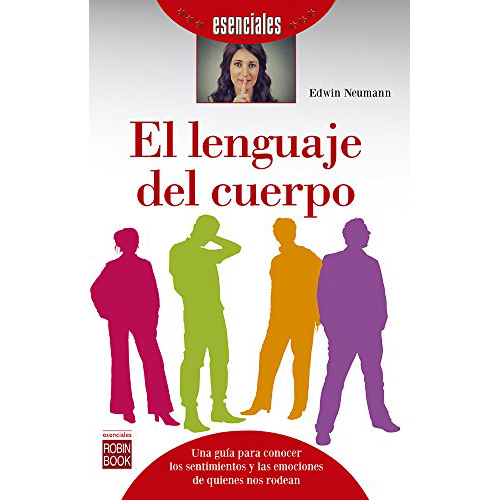 esenciales
Edwin Neumann
El lenguaje
del cuerpo
esenciales
ROBIN
BOOK
Una guía para conocer
los sentimientos y las emociones
de quienes nos rodean